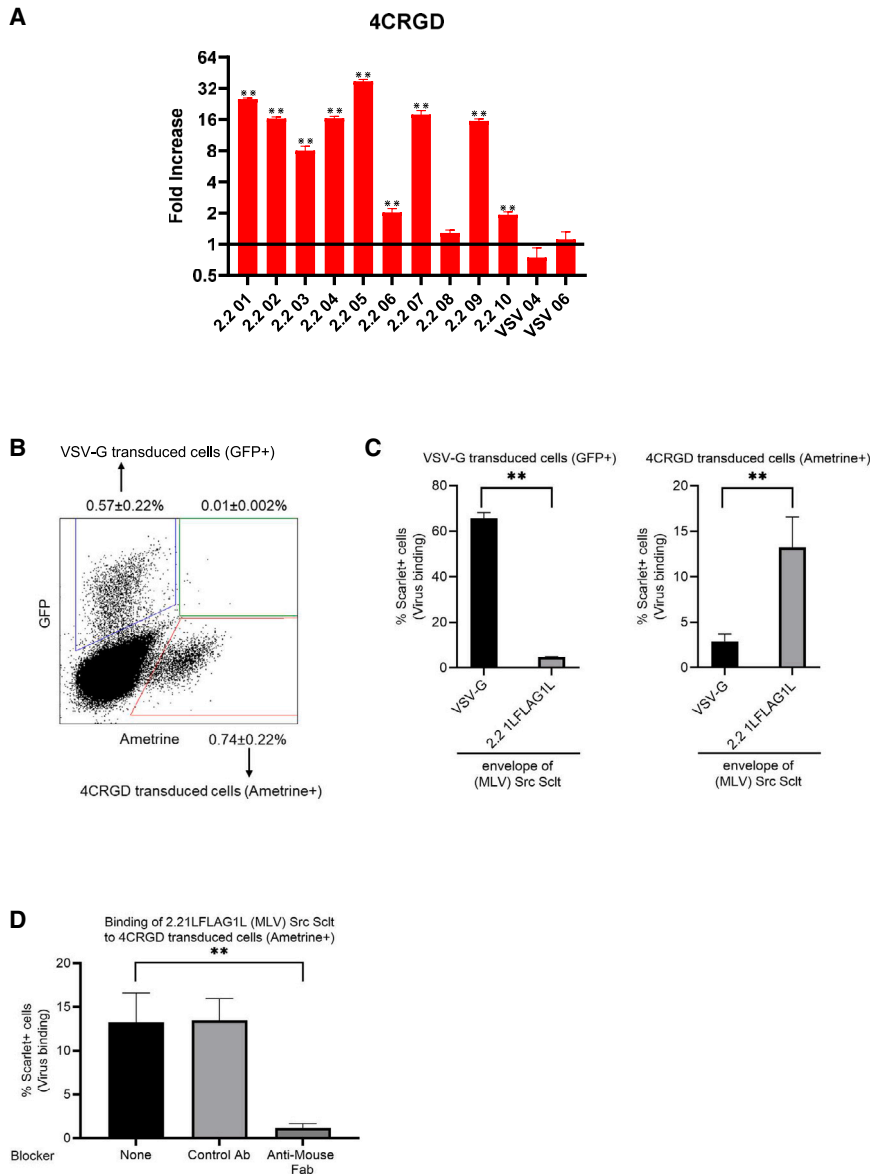 A
4CRGD
Fold Increase
64
32
16
8
4
2
1
0.5
**
**
**
**
**
**
**
**
**
2.2 01
2.2 02
2.2 03
2.2 04
2.2 05
2.2 06
2.2 07
2.2 08
2.2 09
2.2 10
VSV 04
VSV 06
B
VSV-G transduced cells (GFP+)
0.57±0.22%
0.01±0.002%
GFP
Ametrine
0.74±0.22%
4CRGD transduced cells (Ametrine+)
C
VSV-G transduced cells (GFP+)
**
% Scarlet+ cells
(Virus binding)
80
60
40
20
0
VSV-G
2.2 1LFLAG1L
envelope of
(MLV) Src Sclt
4CRGD transduced cells (Ametrine+)
**
% Scarlet+ cells
(Virus binding)
20
15
10
5
0
VSV-G
2.2 1LFLAG1L
envelope of
(MLV) Src Sclt
D
Binding of 2.21LFLAG1L (MLV) Src Sclt
to 4CRGD transduced cells (Ametrine+)
**
% Scarlet+ cells
(Virus binding)
20
15
10
5
0
Blocker
None
Control Ab
Anti-Mouse
Fab